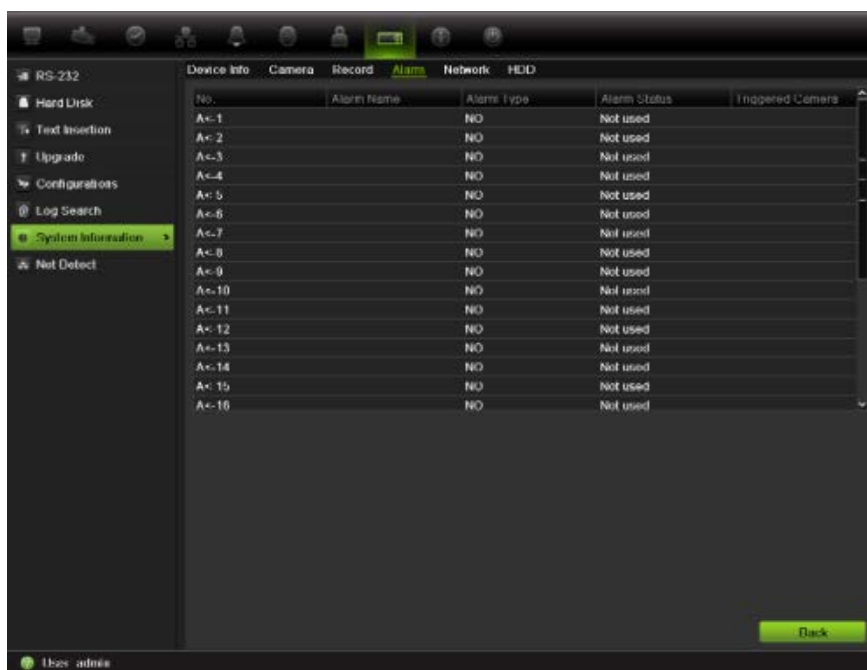 Device Info Camera Record Alarm Network HDD
RS-232
Hard Disk
Text Insertion
Upgrade
Configurations
Log Search
System Information
Net Detect
No. Alarm Name Alarm Type Alarm Status Triggered Camera
A<-1 NO Not used
A<-2 NO Not used
A<-3 NO Not used
A<-4 NO Not used
A<-5 NO Not used
A<-6 NO Not used
A<-7 NO Not used
A<-8 NO Not used
A<-9 NO Not used
A<-10 NO Not used
A<-11 NO Not used
A<-12 NO Not used
A<-13 NO Not used
A<-14 NO Not used
A<-15 NO Not used
A<-16 NO Not used
Back
User admin